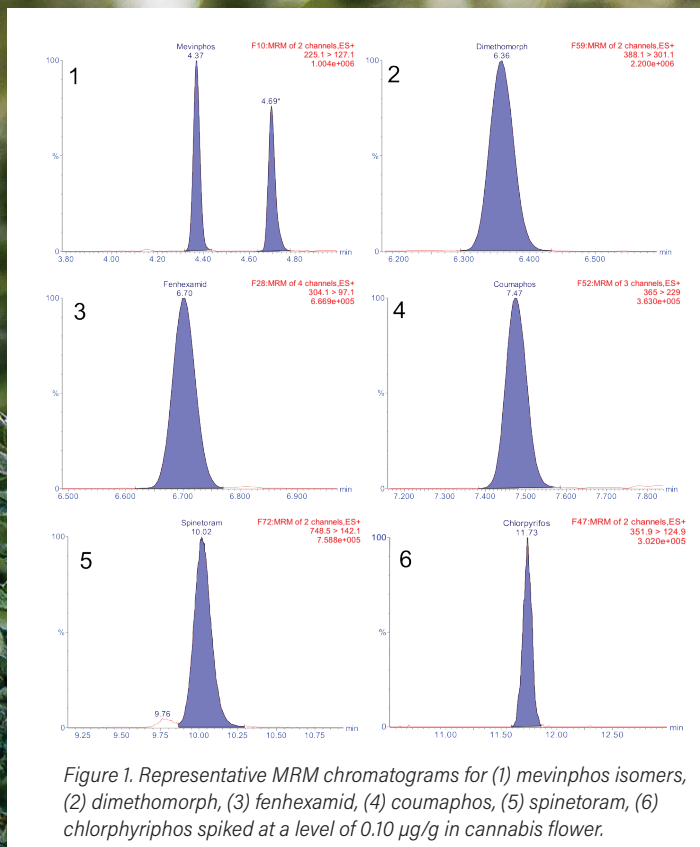 1
Mevinphos
4.37
4.69*
F10:MRM of 2 channels,ES+
225.1 > 127.1
1.004e+006
100
%
0
3.80 4.00 4.20 4.40 4.60 4.80 min
2
Dimethomorph
6.36
F59:MRM of 2 channels,ES+
388.1 > 301.1
2.200e+006
100
%
0
6.200 6.300 6.400 6.500 min
3
Fenhexamid
6.70
F28:MRM of 4 channels,ES+
304.1 > 97.1
6.669e+005
100
%
0
6.500 6.600 6.700 6.800 6.900 min
4
Coumaphos
7.47
F52:MRM of 3 channels,ES+
365 > 229
3.630e+005
100
%
0
7.200 7.300 7.400 7.500 7.600 7.700 7.800 min
5
Spinetoram
10.02
9.76
F72:MRM of 2 channels,ES+
748.5 > 142.1
7.588e+005
100
%
0
9.25 9.50 9.75 10.00 10.25 10.50 10.75 min
6
Chlorpyrifos
11.73
F47:MRM of 2 channels,ES+
351.9 > 124.9
3.020e+005
100
%
0
11.00 11.50 12.00 12.50 min
Figure 1. Representative MRM chromatograms for (1) mevinphos isomers,
(2) dimethomorph, (3) fenhexamid, (4) coumaphos, (5) spinetoram, (6)
chlorphyriphos spiked at a level of 0.10 µg/g in cannabis flower.